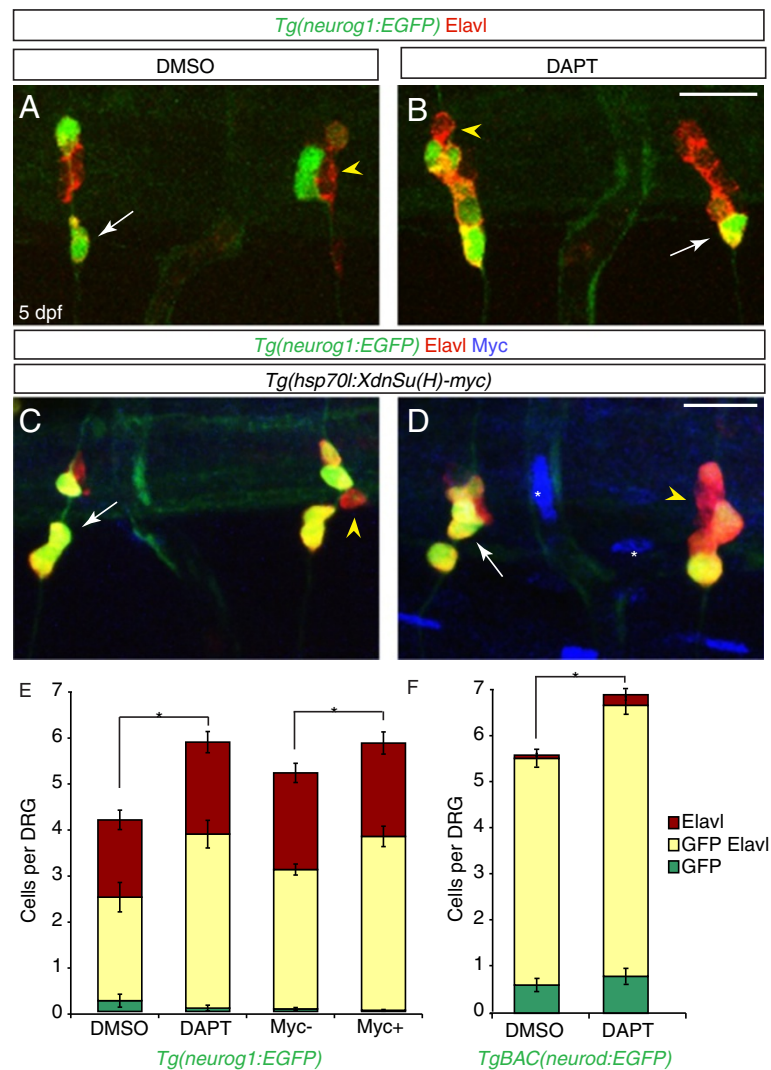 Tg(neurog1:EGFP) Elavl
DMSO
DAPT
A
B
5 dpf
Tg(neurog1:EGFP) Elavl Myc
Tg(hsp70l:XdnSu(H)-myc)
C
D
*
*
E
F
7
6
5
4
3
2
1
0
Cells per DRG
*
*
DMSO
DAPT
Myc-
Myc+
Tg(neurog1:EGFP)
7
6
5
4
3
2
1
0
Cells per DRG
*
DMSO
DAPT
TgBAC(neurod:EGFP)
Elavl
GFP Elavl
GFP